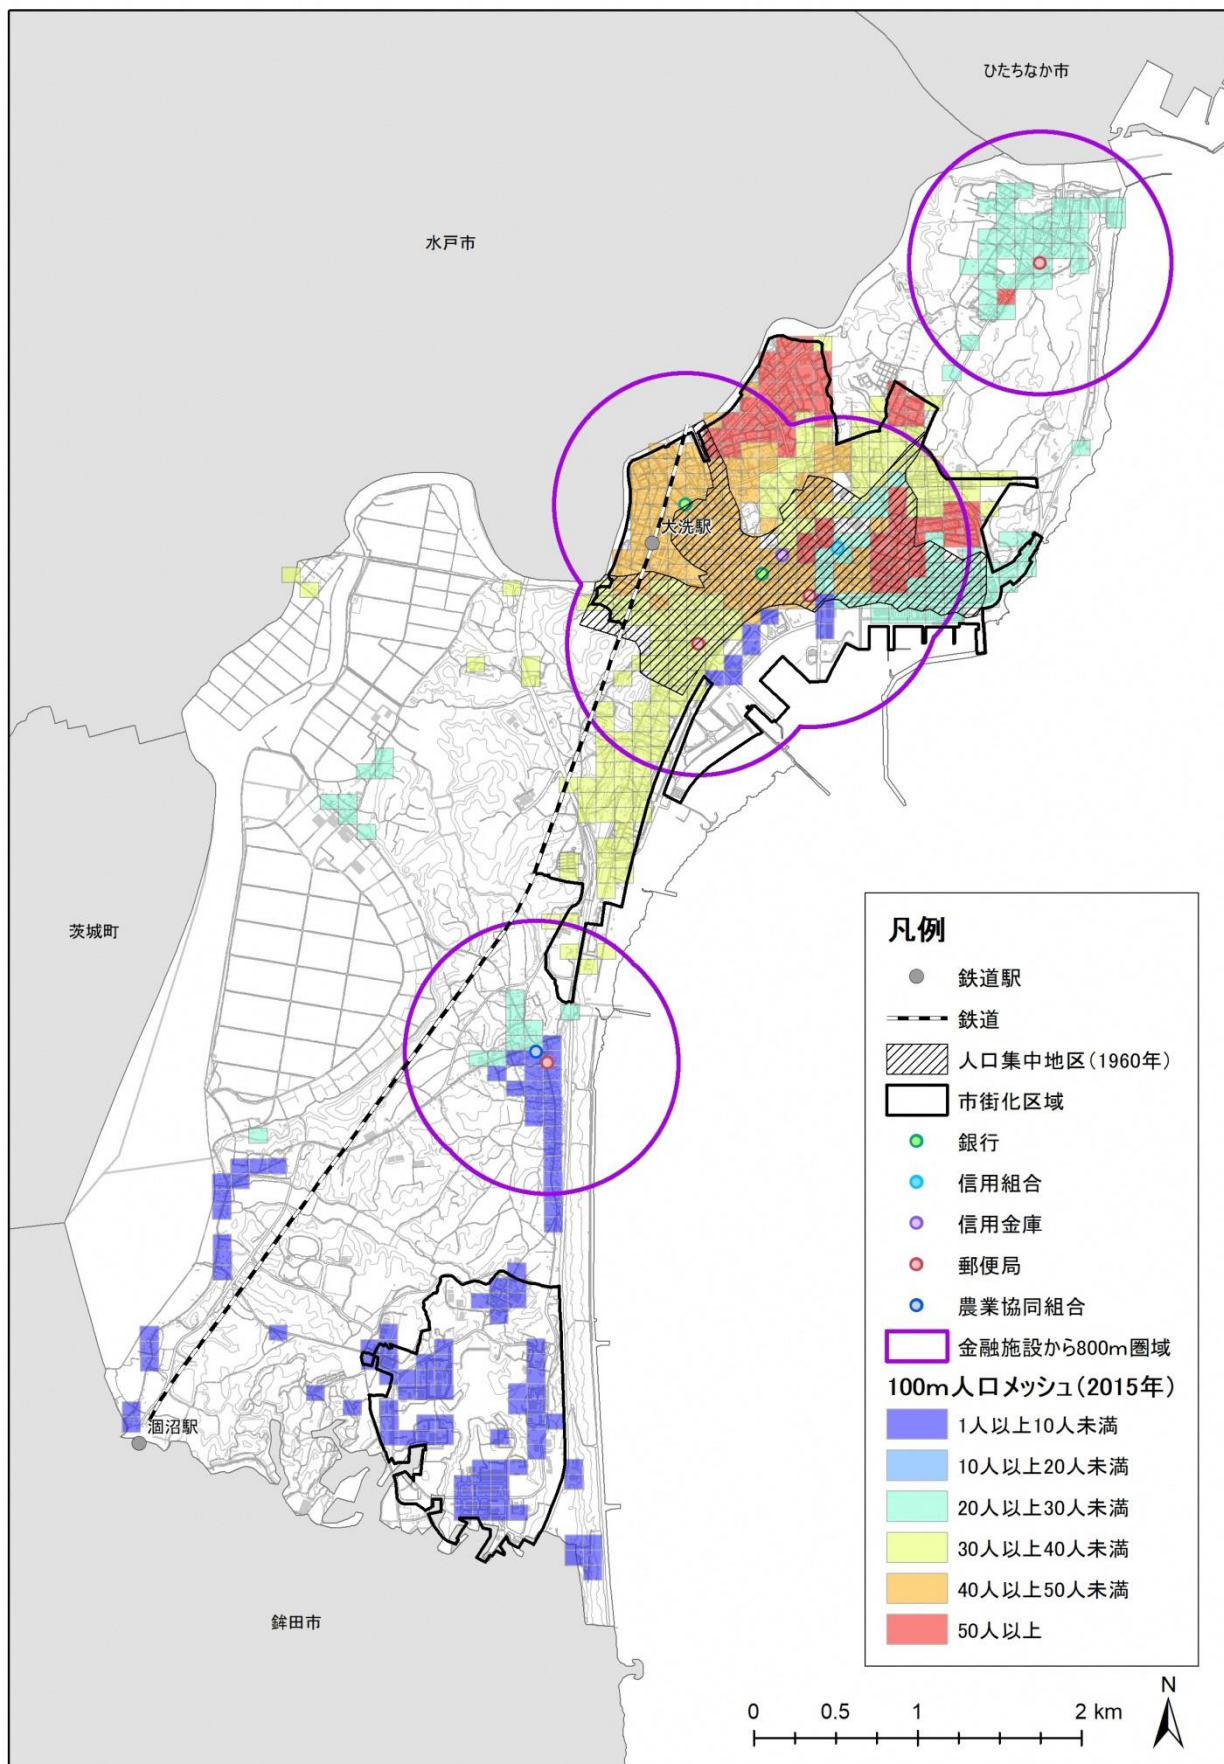 ひたちなか市
水戸市
大洗駅
茨城町
涸沼駅
鉾田市
凡例
鉄道駅
鉄道
人口集中地区(1960年)
市街化区域
銀行
信用組合
信用金庫
郵便局
農業協同組合
金融施設から800m圏域
100m人口メッシュ(2015年)
1人以上10人未満
10人以上20人未満
20人以上30人未満
30人以上40人未満
40人以上50人未満
50人以上
N
0 0.5 1 2 km